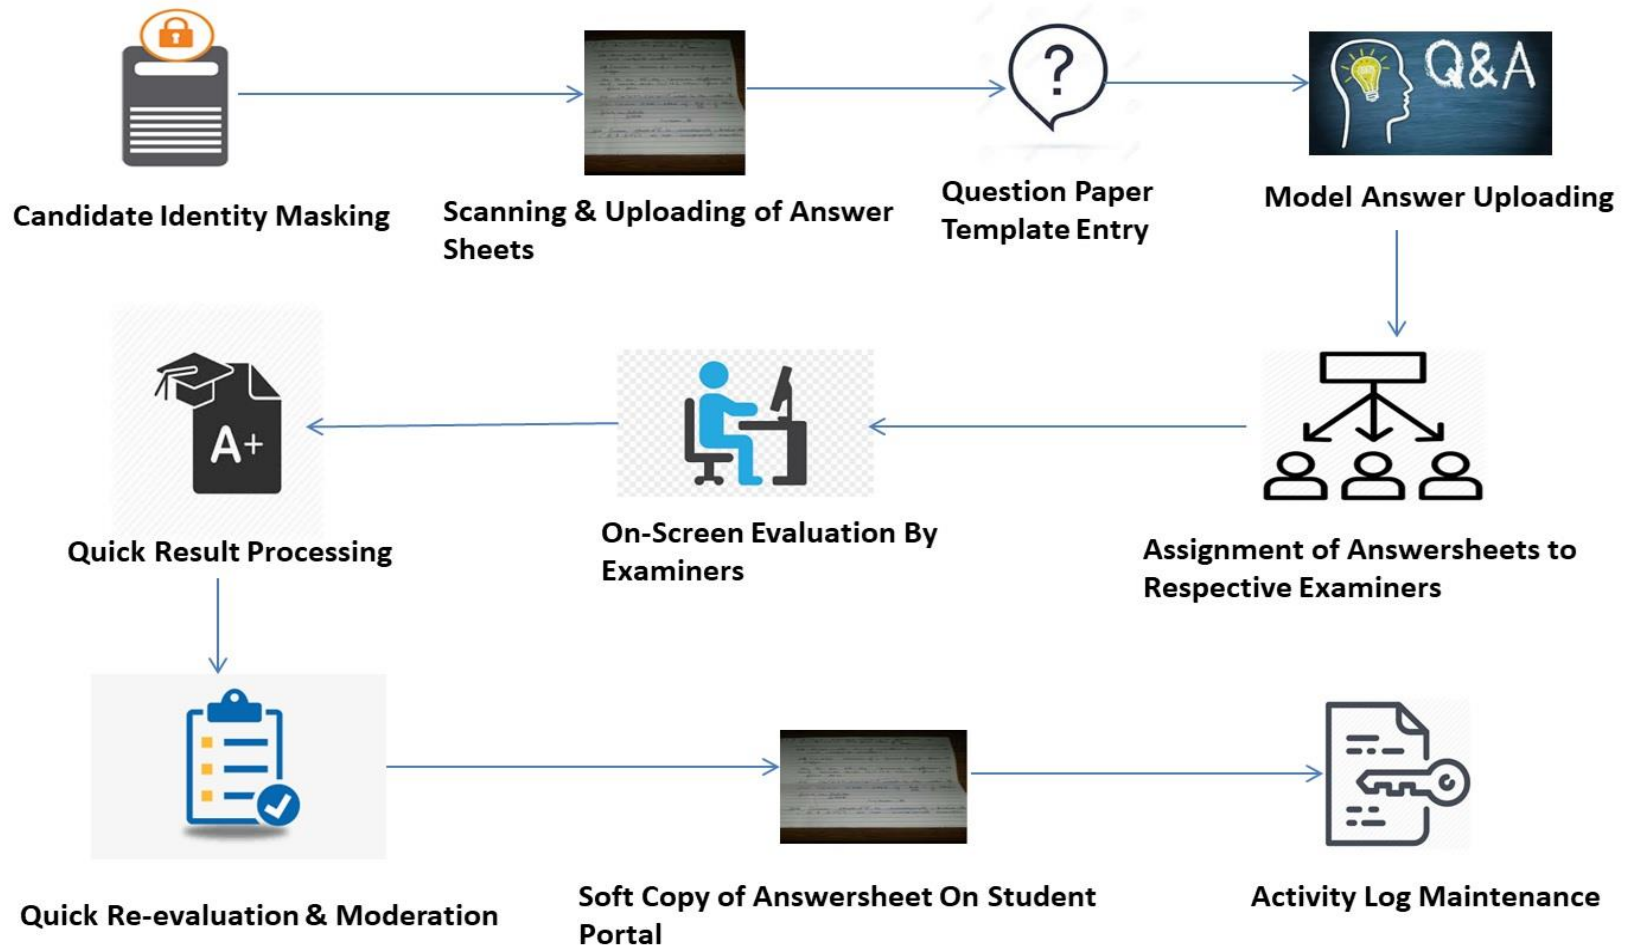 Candidate Identity Masking
Scanning & Uploading of Answer
Sheets
?
Question Paper
Template Entry
Q&A
Model Answer Uploading
A+
Quick Result Processing
On-Screen Evaluation By
Examiners
Assignment of Answersheets to
Respective Examiners
Quick Re-evaluation & Moderation
Soft Copy of Answersheet On Student
Portal
Activity Log Maintenance